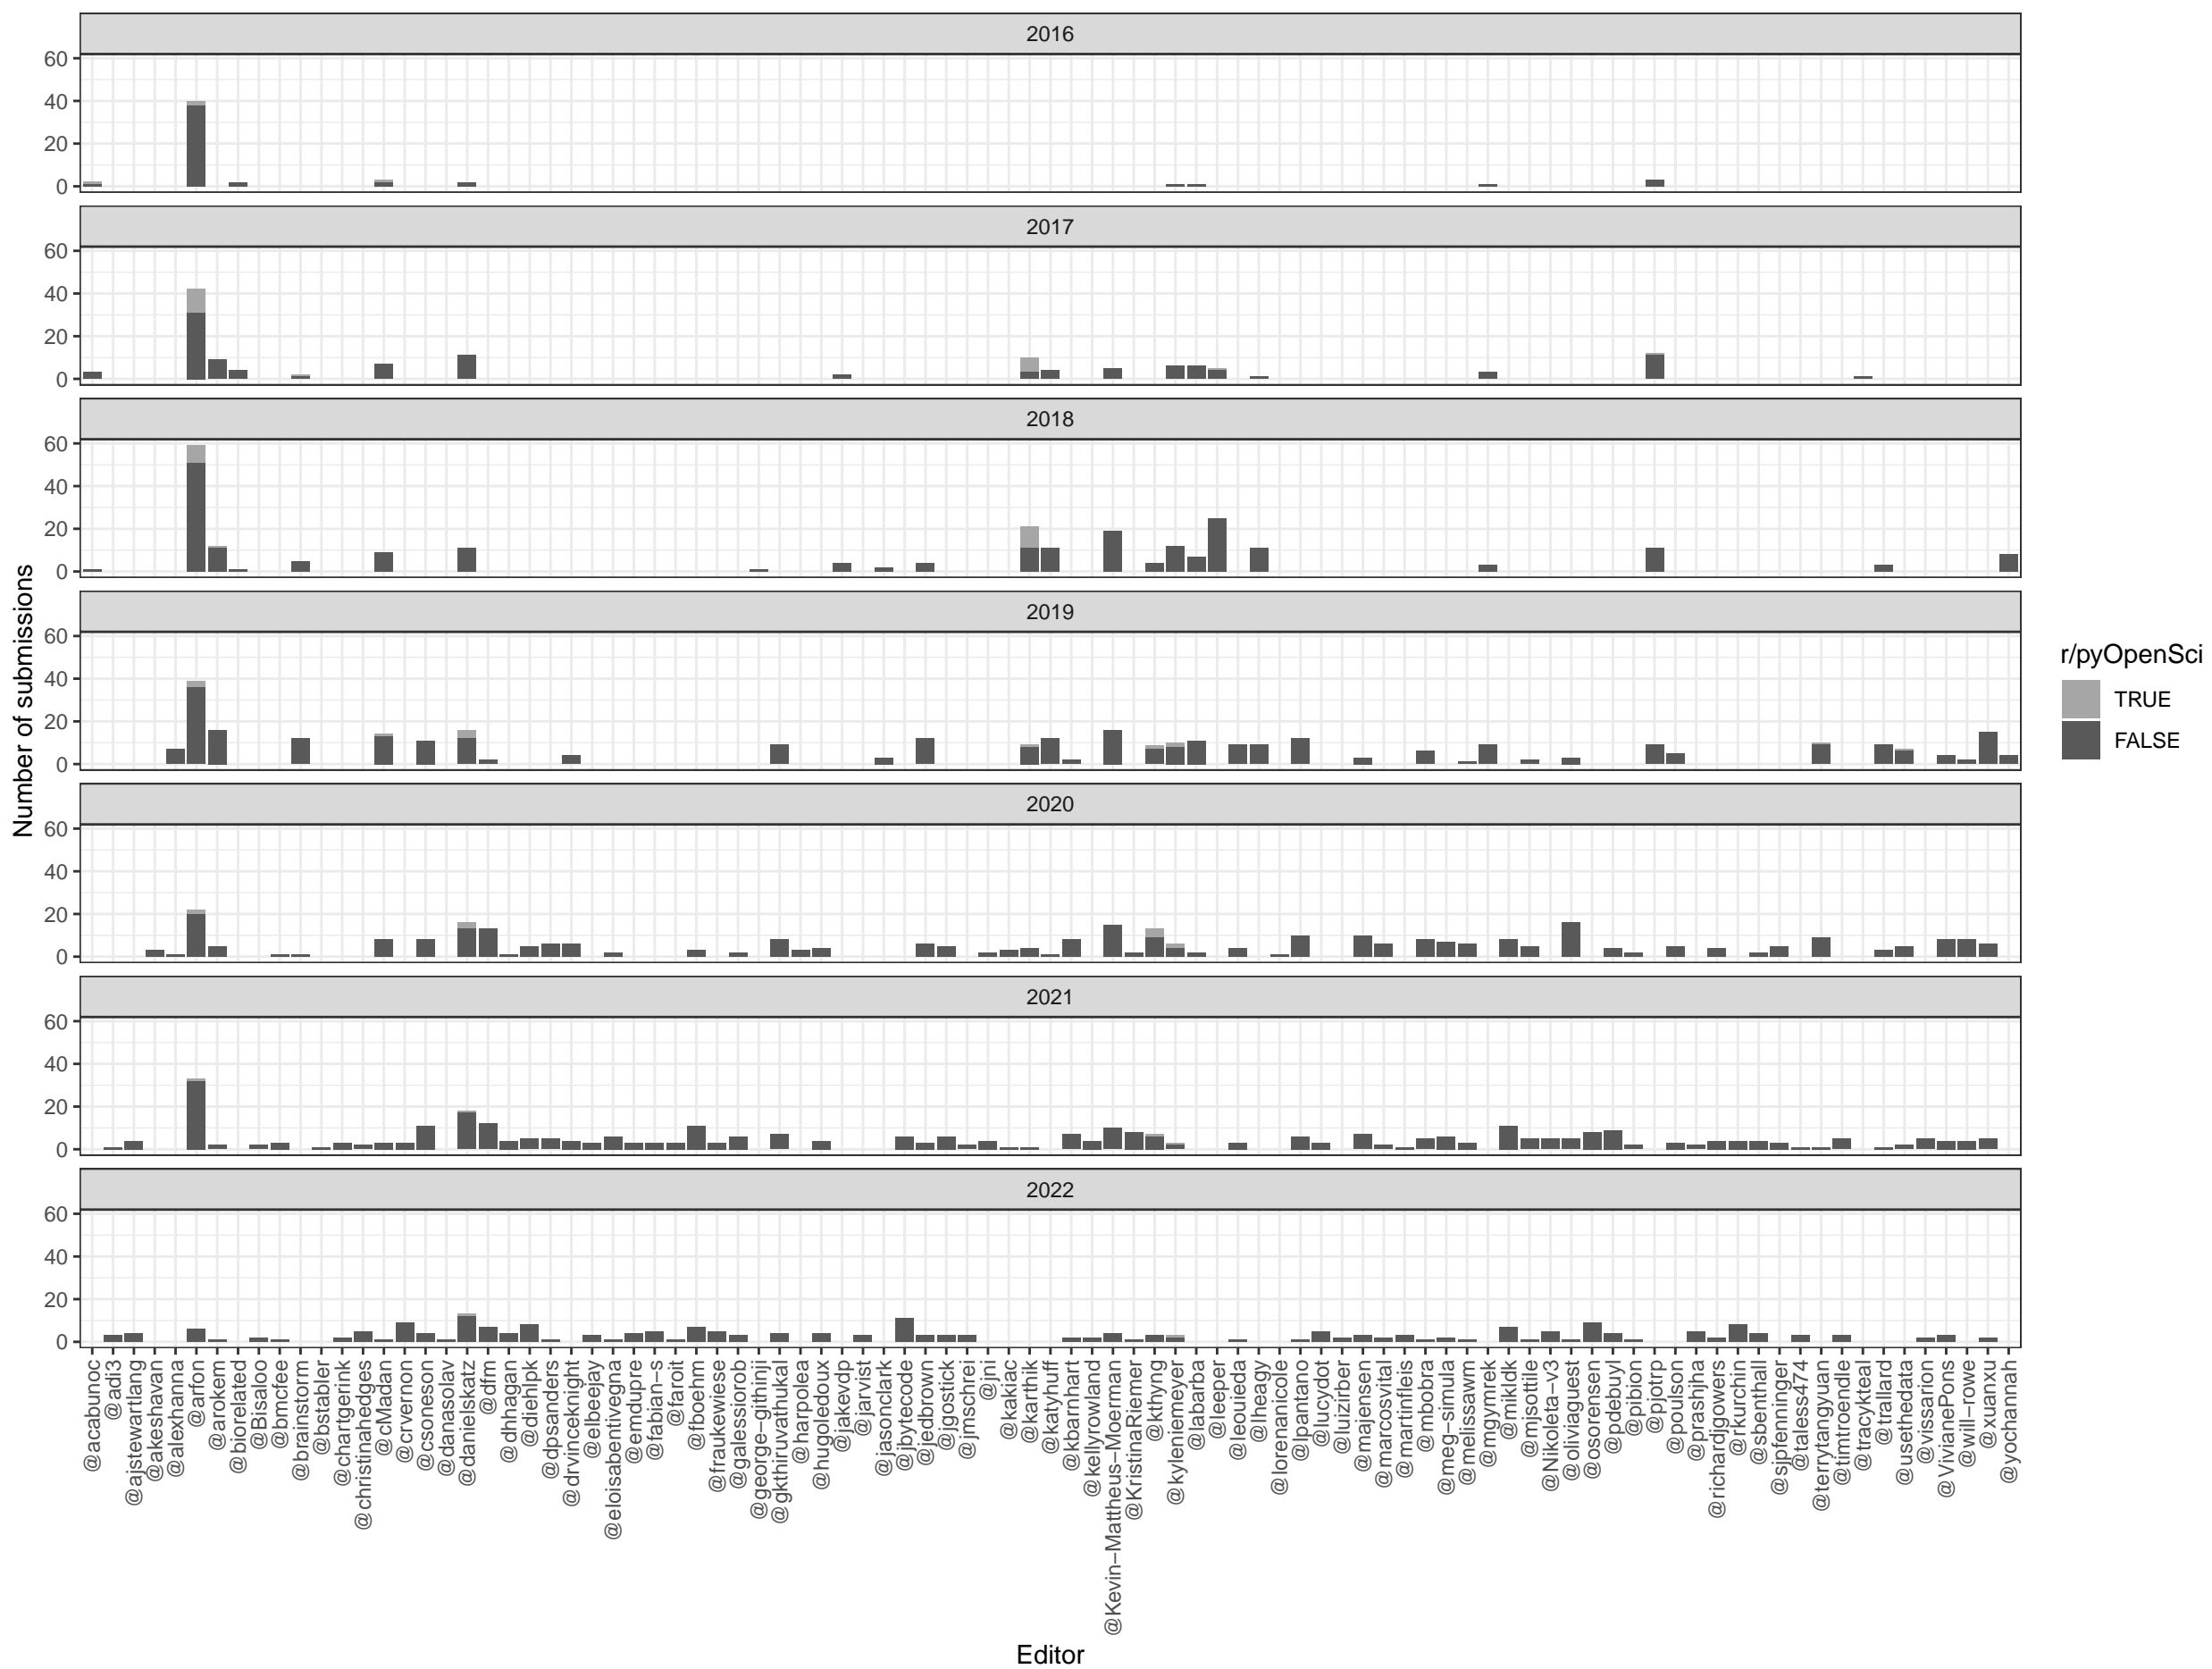 2016
60
40
20
0
2017
60
40
20
0
2018
60
40
20
0
2019
60
40
20
0
2020
60
40
20
0
2021
60
40
20
0
2022
60
40
20
0
Number of submissions
r/pyOpenSci
TRUE
FALSE
@acabunoc
@adi3
@ajstewartlang
@akeshavan
@alexhanna
@arfon
@arokem
@biorelated
@Bisaloo
@bmcfee
@brainstorm
@bstabler
@chartgerink
@christinahedges
@cMadan
@crvernon
@csoneson
@danasolav
@danielskatz
@dfm
@dhhagan
@diehlpk
@dpsanders
@drvinceknight
@elbeejay
@eloisabentivegna
@emdupre
@fabian−s
@faroit
@fboehm
@fraukewiese
@galessiorob
@george−githinji
@gkthiruvathukal
@harpolea
@hugoledoux
@jakevdp
@jarvist
@jasonclark
@jbytecode
@jedbrown
@jgostick
@jmschrei
@jni
@kakiac
@karthik
@katyhuff
@kbarnhart
@kellyrowland
@Kevin−Mattheus−Moerman
@KristinaRiemer
@kthyng
@kyleniemeyer
@labarba
@leeper
@leouieda
@lheagy
@lorenanicole
@lpantano
@lucydot
@luizirber
@majensen
@marcosvital
@martinfleis
@mbobra
@meg−simula
@melissawm
@mgymrek
@mikldk
@mjsottile
@Nikoleta−v3
@oliviaguest
@osorensen
@pdebuyl
@pibion
@pjotrp
@poulson
@prashjha
@richardjgowers
@rkurchin
@sbenthall
@sjpfenninger
@taless474
@terrytangyuan
@timtroendle
@tracykteal
@trallard
@usethedata
@vissarion
@VivianePons
@will−rowe
@xuanxu
@yochannah
Editor